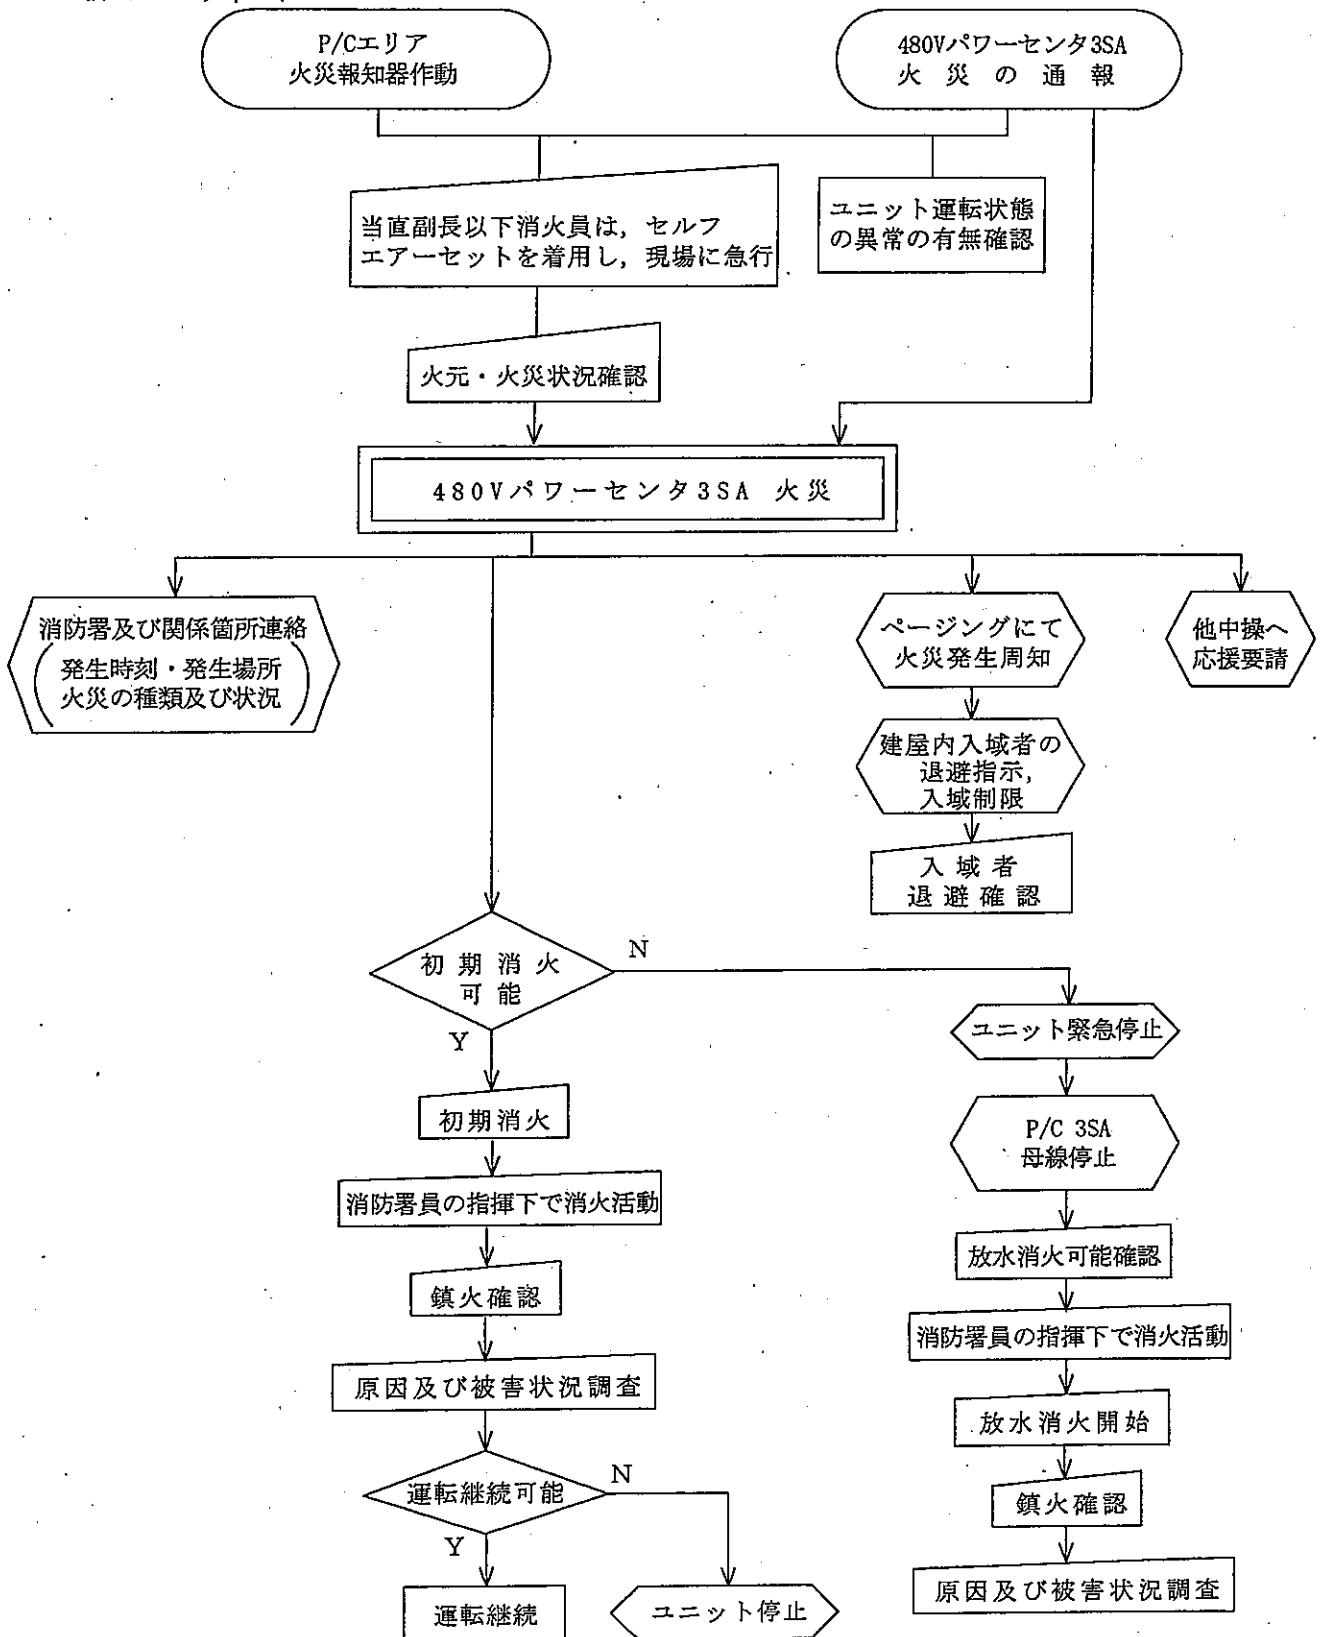 P/Cエリア
火災報知器作動
480Vパワーセンタ3SA
火災の通報
当直副長以下消火員は，セルフ
エアーセットを着用し，現場に急行
ユニット運転状態
の異常の有無確認
火元・火災状況確認
480Vパワーセンタ3SA 火災
消防署及び関係箇所連絡
発生時刻・発生場所
火災の種類及び状況
ページングにて
火災発生周知
他中操へ
応援要請
建屋内入域者の
退避指示，
入域制限
入域者
退避確認
初期消火
可能
N
Y
ユニット緊急停止
初期消火
P/C 3SA
母線停止
消防署員の指揮下で消火活動
放水消火可能確認
鎮火確認
消防署員の指揮下で消火活動
原因及び被害状況調査
放水消火開始
運転継続可能
N
Y
鎮火確認
原因及び被害状況調査
運転継続
ユニット停止